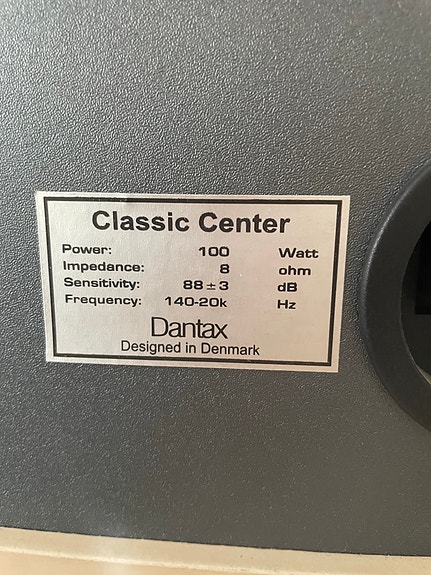 Classic Center
Power: 100 Watt
Impedance: 8 ohm
Sensitivity: 88±3 dB
Frequency: 140-20k Hz
Dantax
Designed in Denmark